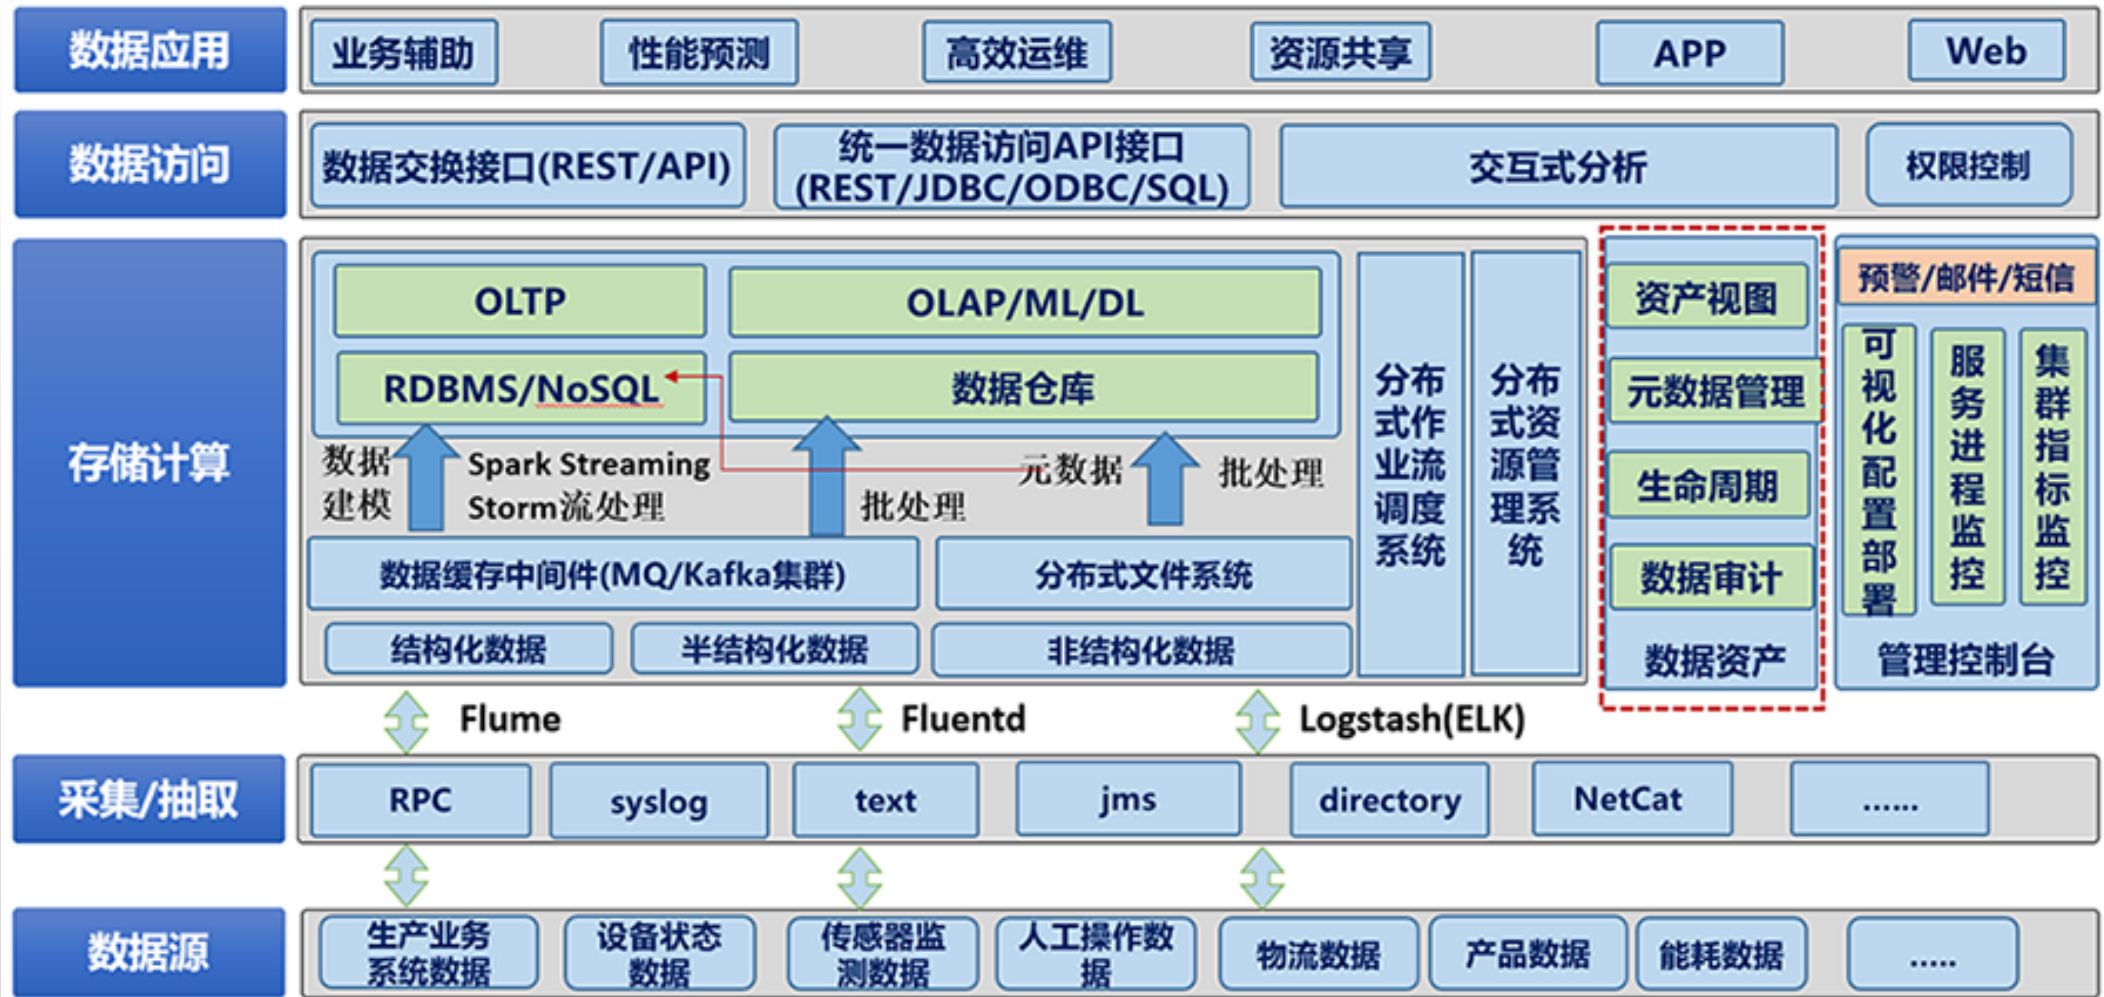 数据应用
业务辅助
性能预测
高效运维
资源共享
APP
Web
数据访问
数据交换接口(REST/API)
统一数据访问API接口
(REST/JDBC/ODBC/SQL)
交互式分析
权限控制
存储计算
OLTP
OLAP/ML/DL
RDBMS/NoSQL
数据仓库
数据
建模
Spark Streaming
Storm流处理
批处理
元数据
批处理
数据缓存中间件(MQ/Kafka集群)
分布式文件系统
结构化数据
半结构化数据
非结构化数据
分布
式作
业流
调度
系统
分布
式资
源管
理系
统
资产视图
元数据管理
生命周期
数据审计
数据资产
预警/邮件/短信
可视化配置部署
服务进程监控
集群指标监控
管理控制台
Flume
Fluentd
Logstash(ELK)
采集/抽取
RPC
syslog
text
jms
directory
NetCat
......
数据源
生产业务
系统数据
设备状态
数据
传感器监
测数据
人工操作数
据
物流数据
产品数据
能耗数据
.....